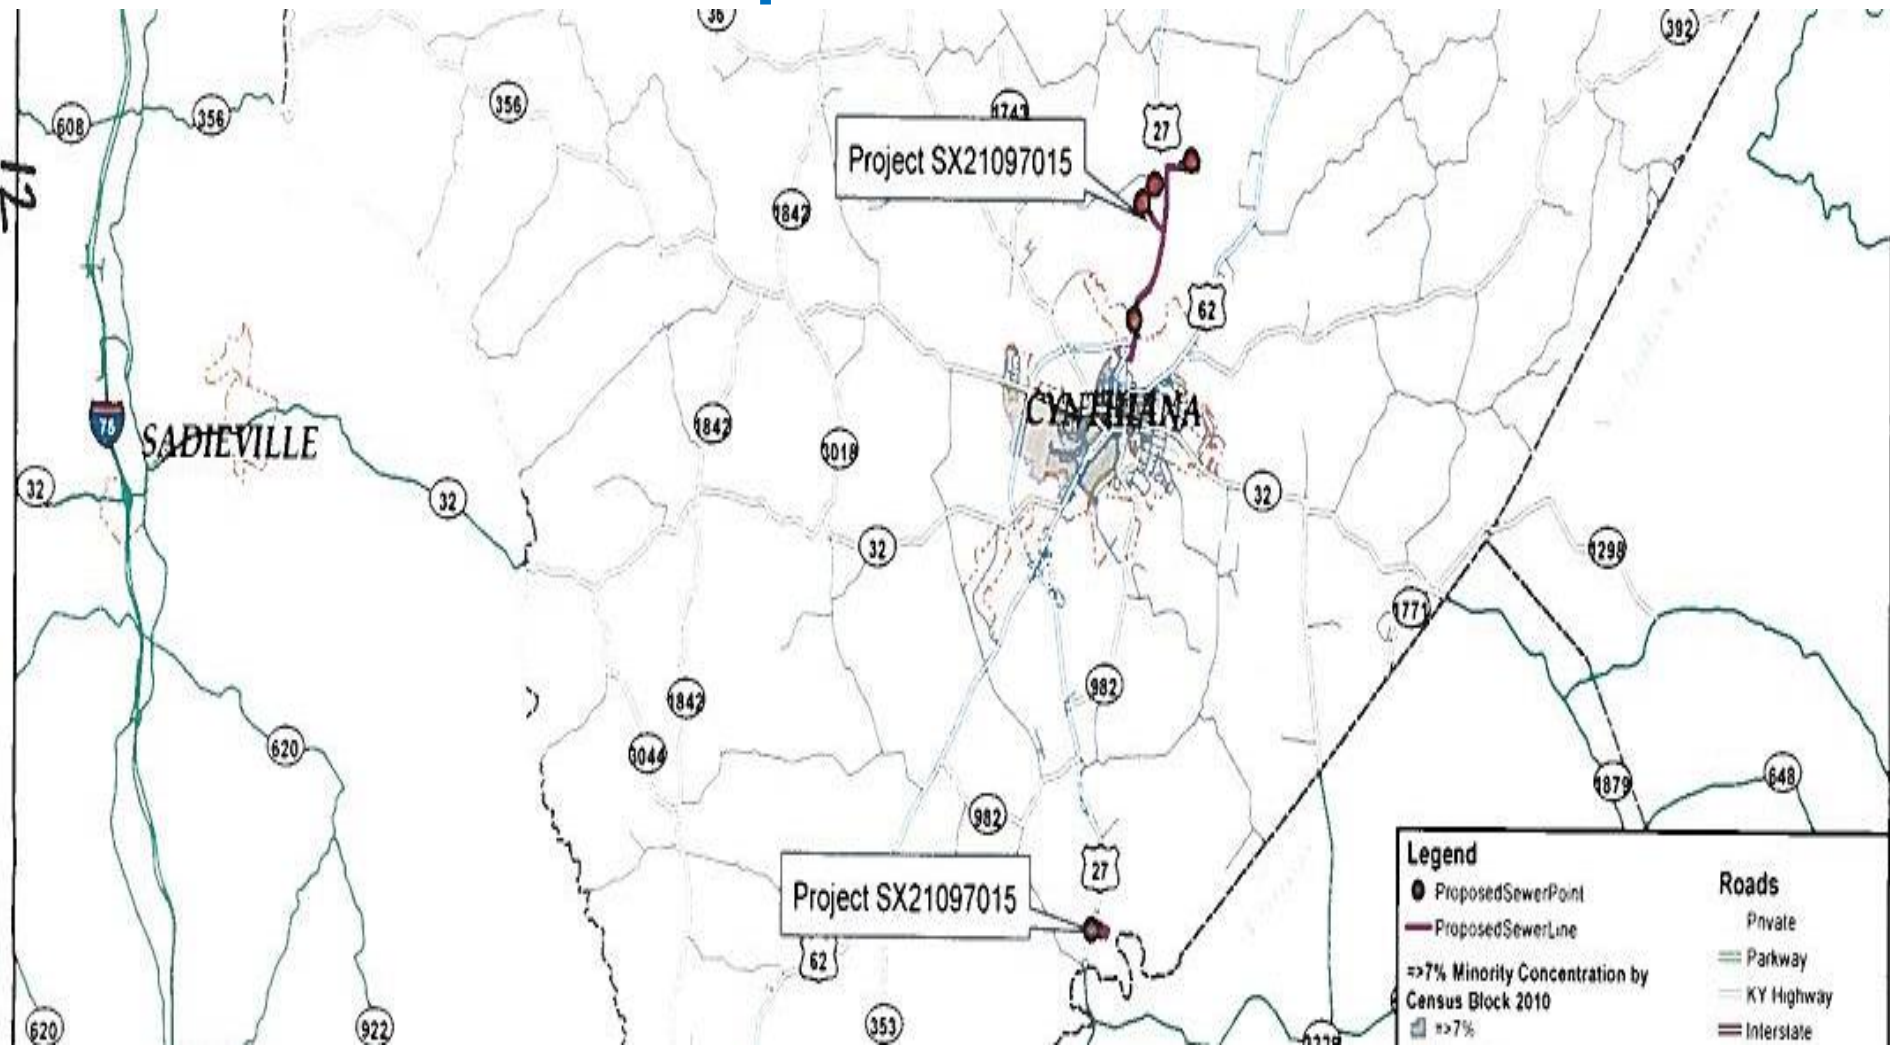 36
392
608
356
356
1743
27
12
Project SX21097015
1842
62
76
SADIEVILLE
CYNTHIANA
1842
3018
32
32
32
32
1298
1771
982
1842
620
3044
1879
648
982
27
Project SX21097015
62
620
922
353
Legend
ProposedSewerPoint
ProposedSewerLine
=>7% Minority Concentration by
Census Block 2010
=>7%
Roads
Private
Parkway
KY Highway
Interstate